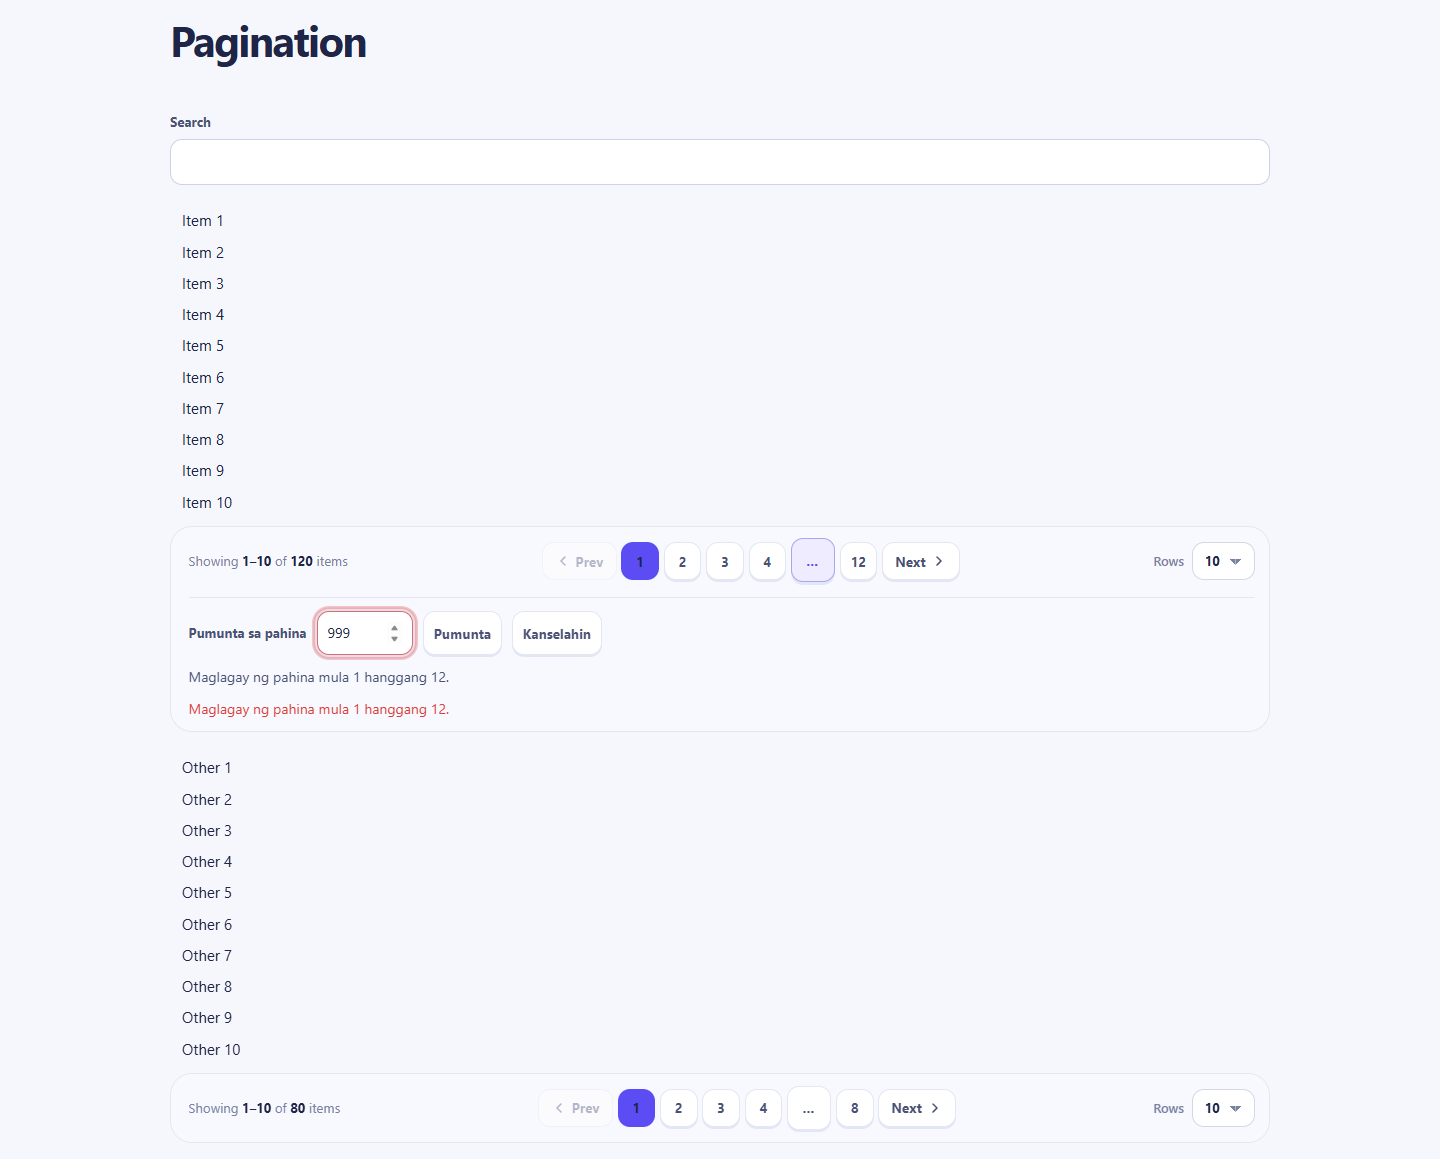 Pagination
Search
Item 1
Item 2
Item 3
Item 4
Item 5
Item 6
Item 7
Item 8
Item 9
Item 10
Showing 1–10 of 120 items Prev 1 2 3 4 ... 12 Next Rows 10
Pumunta sa pahina 999 Pumunta Kanselahin
Maglagay ng pahina mula 1 hanggang 12.
Maglagay ng pahina mula 1 hanggang 12.
Other 1
Other 2
Other 3
Other 4
Other 5
Other 6
Other 7
Other 8
Other 9
Other 10
Showing 1–10 of 80 items Prev 1 2 3 4 ... 8 Next Rows 10